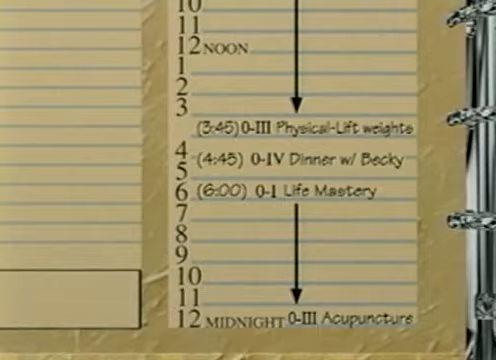 10
11
12 NOON
1
2
3
(3:45) 0-III Physical-Lift weights
4
(4:45) 0-IV Dinner w/ Becky
5
6 (6:00) 0-I Life Mastery
7
8
9
10
11
12 MIDNIGHT 0-III Acupuncture